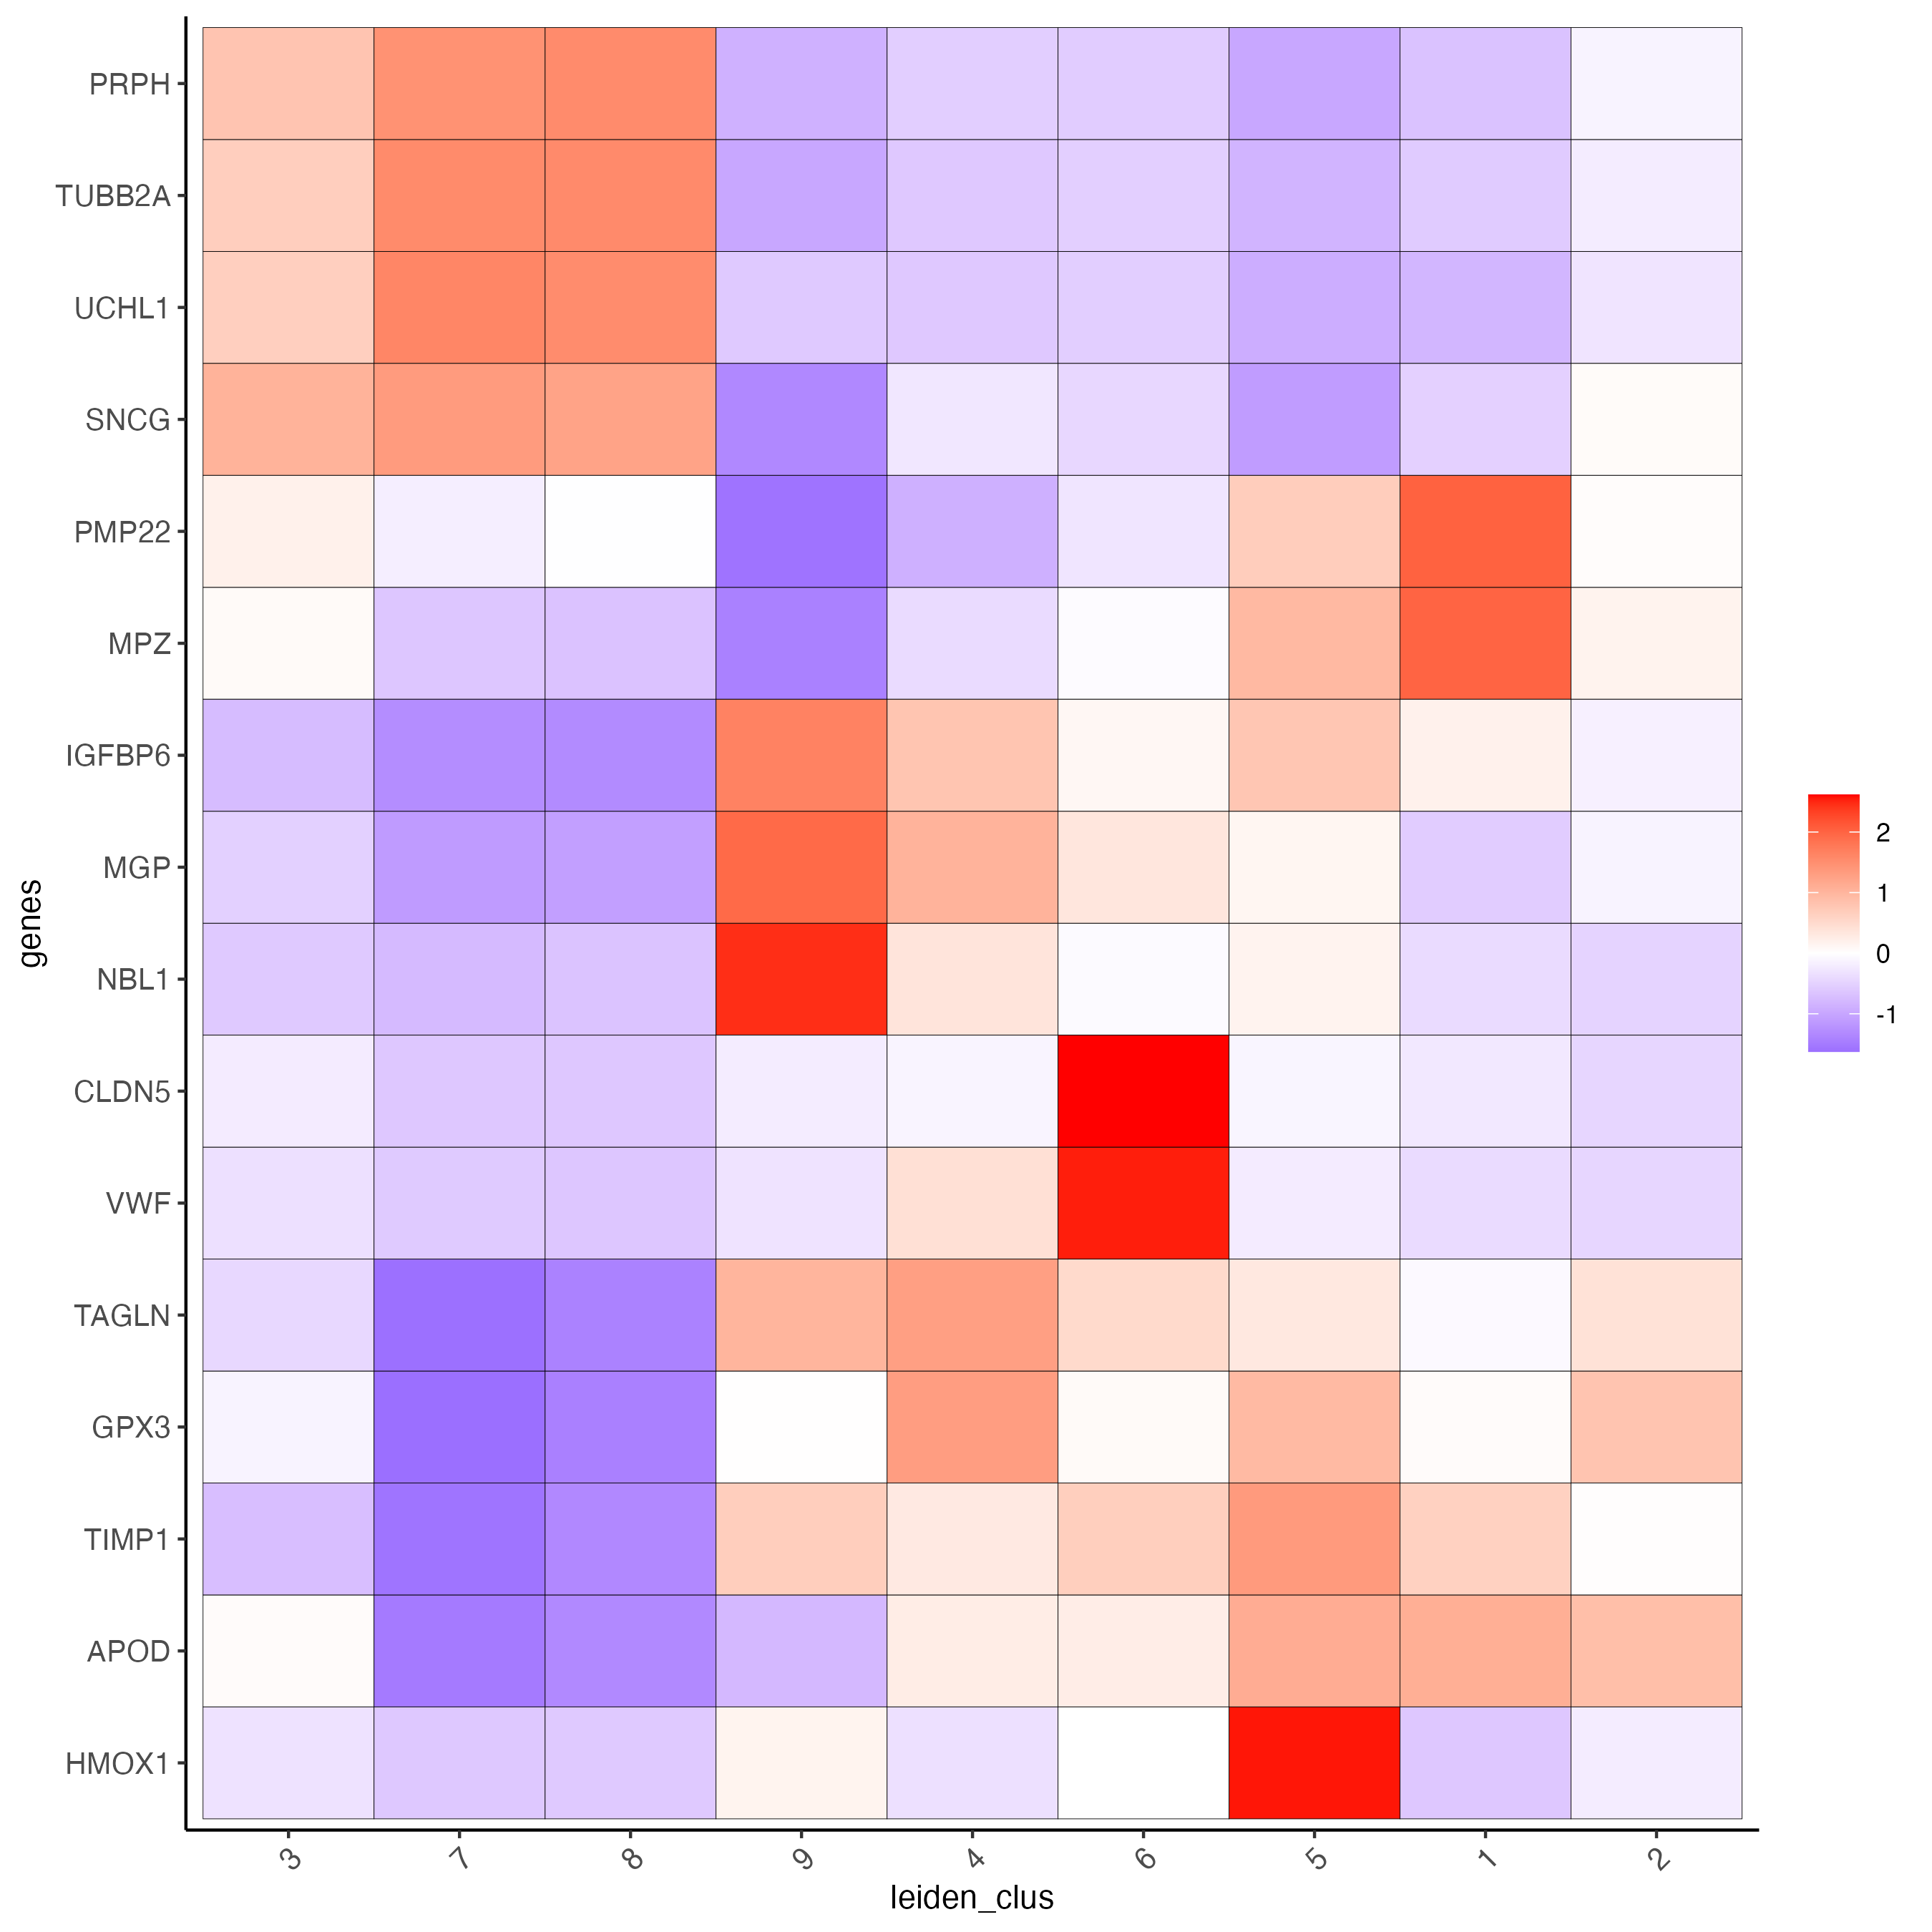 genes
PRPH
TUBB2A
UCHL1
SNCG
PMP22
MPZ
IGFBP6
MGP
NBL1
CLDN5
VWF
TAGLN
GPX3
TIMP1
APOD
HMOX1
3 7 8 9 4 6 5 1 2
leiden_clus
2
1
0
-1